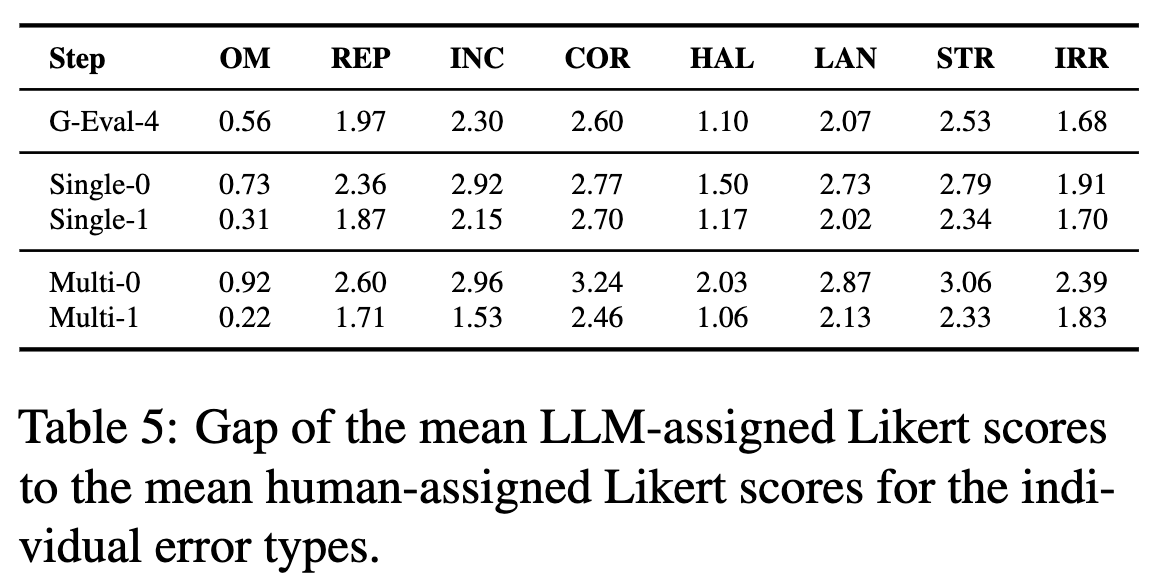 Step OM REP INC COR HAL LAN STR IRR
G-Eval-4 0.56 1.97 2.30 2.60 1.10 2.07 2.53 1.68
Single-0 0.73 2.36 2.92 2.77 1.50 2.73 2.79 1.91
Single-1 0.31 1.87 2.15 2.70 1.17 2.02 2.34 1.70
Multi-0 0.92 2.60 2.96 3.24 2.03 2.87 3.06 2.39
Multi-1 0.22 1.71 1.53 2.46 1.06 2.13 2.33 1.83
Table 5: Gap of the mean LLM-assigned Likert scores
to the mean human-assigned Likert scores for the indi-
vidual error types.